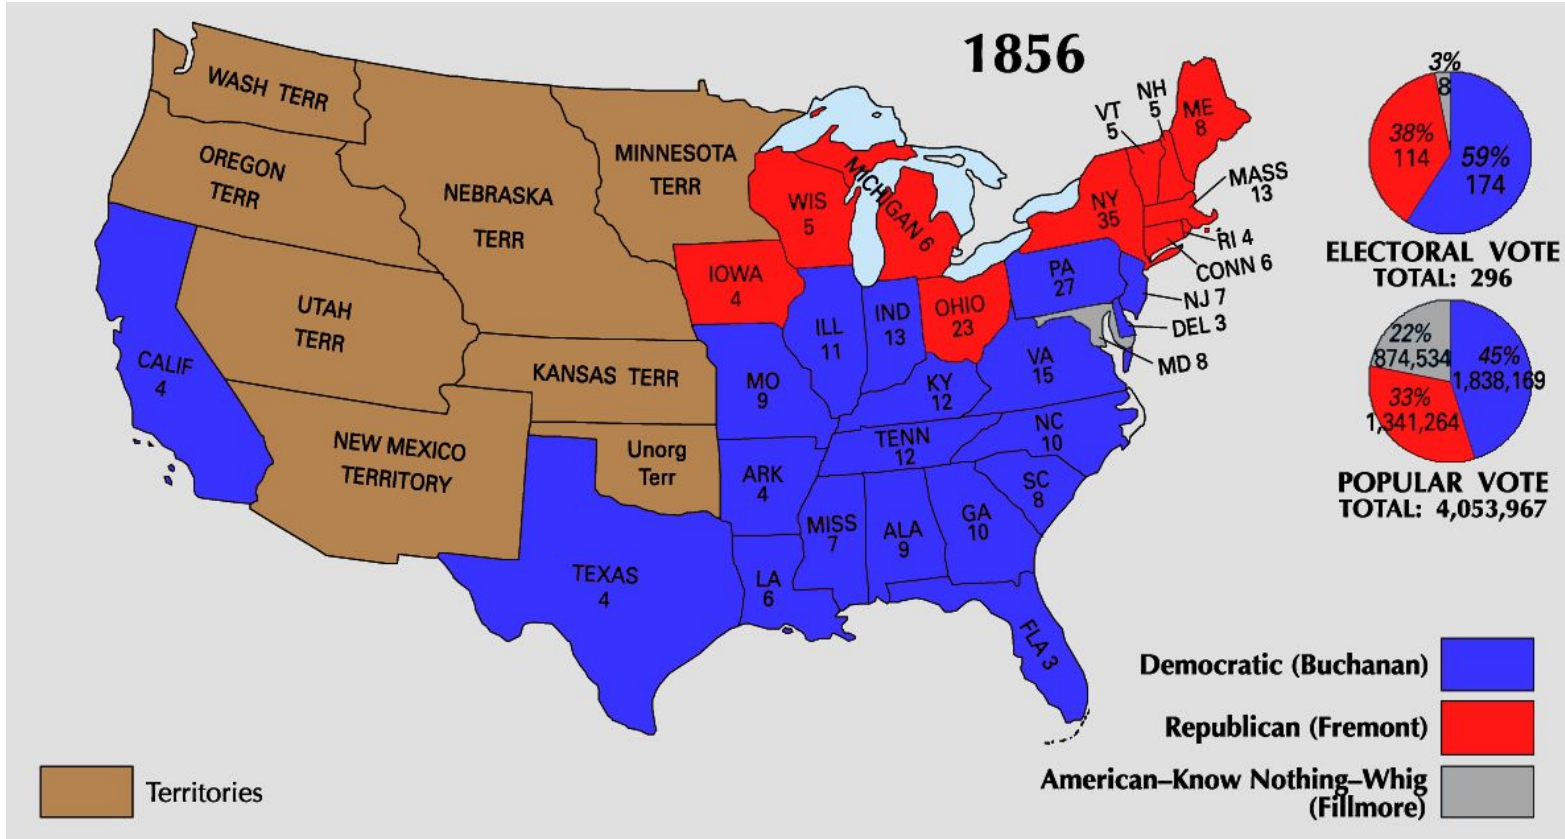 1856
WASH TERR
OREGON
TERR
NEBRASKA
TERR
MINNESOTA
TERR
UTAH
TERR
KANSAS TERR
NEW MEXICO
TERRITORY
Unorg
Terr
CALIF
4
TEXAS
4
WIS
5
MICHIGAN 6
IOWA
4
ILL
11
IND
13
OHIO
23
MO
9
KY
12
TENN
12
ARK
4
LA
6
MISS
7
ALA
9
GA
10
FLA 3
SC
8
NC
10
VA
15
PA
27
NY
35
VT
5
NH
5
ME
8
MASS
13
RI 4
CONN 6
NJ 7
DEL 3
MD 8
3%
8
38%
114
59%
174
ELECTORAL VOTE
TOTAL: 296
22%
874,534
45%
1,838,169
33%
1,341,264
POPULAR VOTE
TOTAL: 4,053,967
Democratic (Buchanan)
Republican (Fremont)
American–Know Nothing–Whig
(Fillmore)
Territories